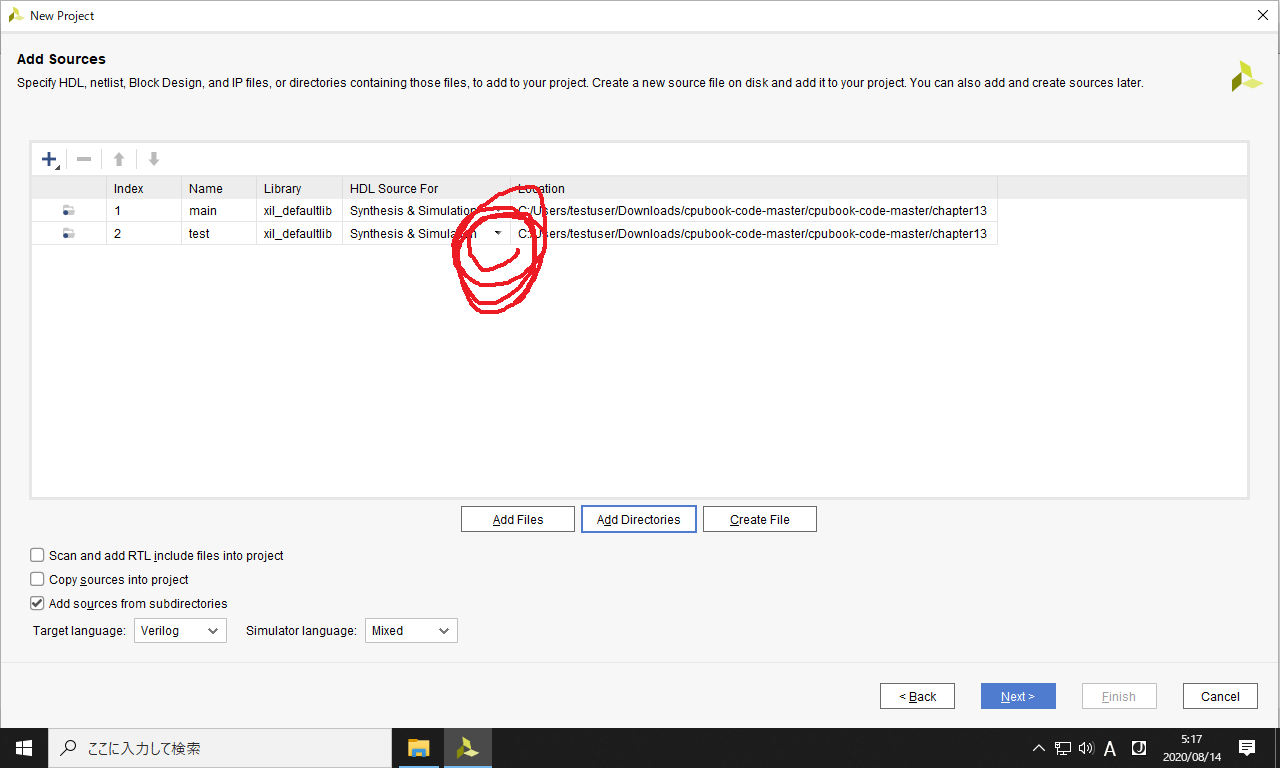 New Project
Add Sources
Specify HDL, netlist, Block Design, and IP files, or directories containing those files, to add to your project. Create a new source file on disk and add it to your project. You can also add and create sources later.
Index Name Library HDL Source For Location
1 main xil_defaultlib Synthesis & Simulation C:/Users/testuser/Downloads/cpubook-code-master/cpubook-code-master/chapter13
2 test xil_defaultlib Synthesis & Simulation C:/Users/testuser/Downloads/cpubook-code-master/cpubook-code-master/chapter13
Add Files Add Directories Create File
Scan and add RTL include files into project
Copy sources into project
Add sources from subdirectories
Target language: Verilog Simulator language: Mixed
< Back Next > Finish Cancel
ここに入力して検索
A J 5:17
2020/08/14